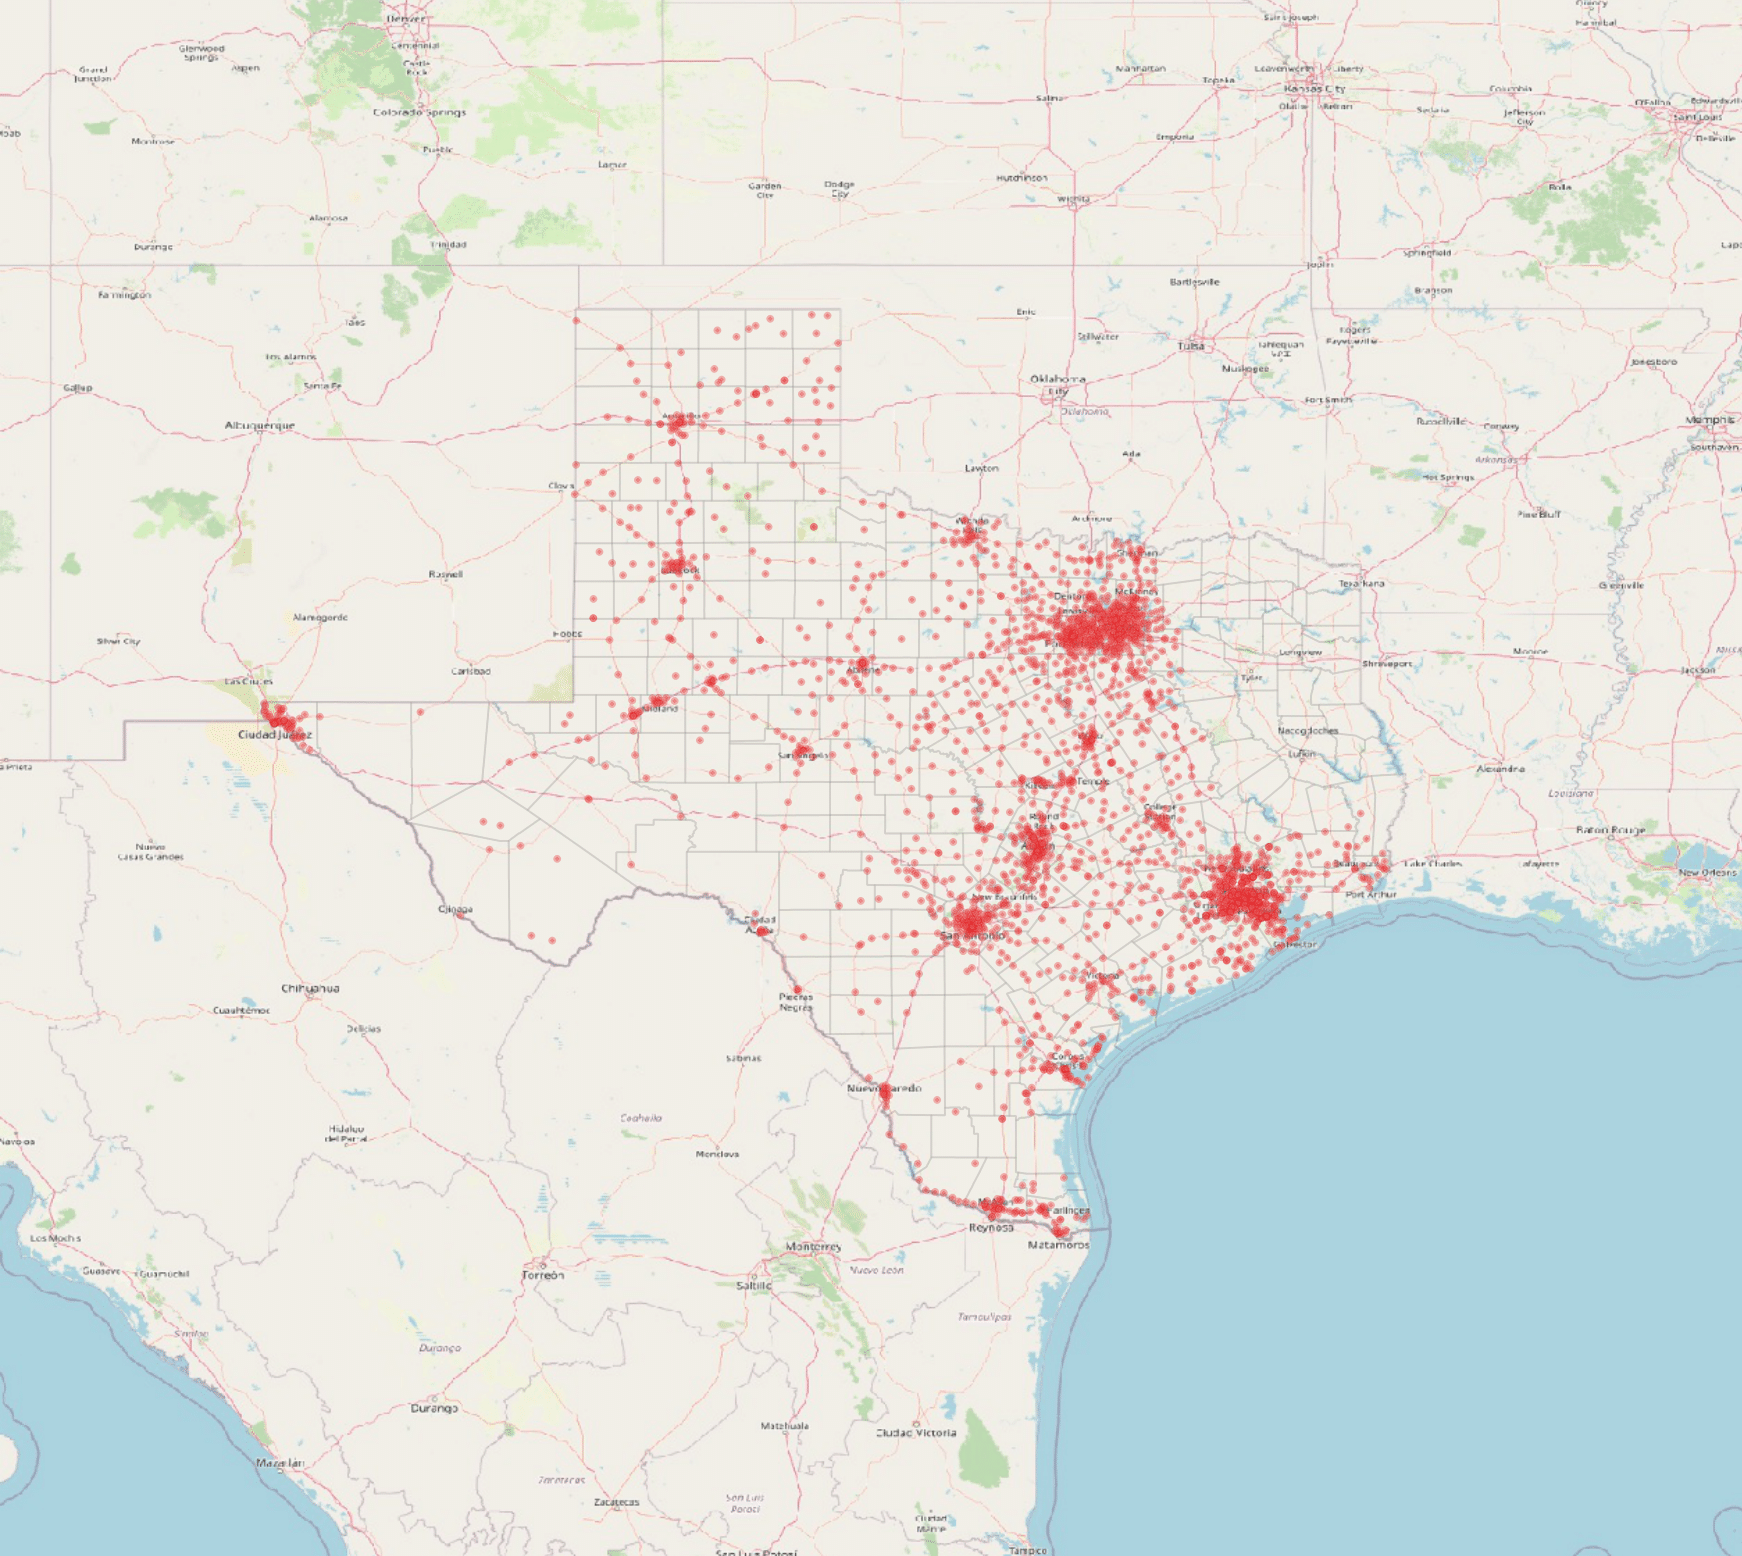 Denver
Centennial
Castle
Rock
Glenwood
Springs
Aspen
Grand
Junction
Colorado Springs
Montrose
Pueblo
Lamar
Alamosa
Durango
Trinidad
Farmington
Taos
Los Alamos
Santa Fe
Gallup
Albuquerque
Clovis
Roswell
Alamogordo
Silver City
Hobbs
Carlsbad
Las Cruces
Ciudad Juárez
Saint Joseph
Hannibal
Manhattan
Topeka
Leavenworth
Liberty
Kansas City
Olathe
Salina
Emporia
Sedalia
Columbia
Jefferson
City
O'Fallon
Saint Louis
Belleville
Hutchinson
Garden
City
Dodge
City
Wichita
Rolla
Springfield
Joplin
Branson
Bartlesville
Enid
Stillwater
Tulsa
Tahlequah
Rogers
Fayetteville
Jonesboro
Muskogee
Oklahoma
City
Oklahoma
Fort Smith
Russellville
Conway
Memphis
Southaven
Arkansas
Hot Springs
Pine Bluff
Lawton
Ada
Ardmore
Sherman
Texarkana
Greenville
Denton
McKinney
Longview
Tyler
Shreveport
Monroe
Jackson
Midland
San Angelo
Nacogdoches
Lufkin
Alexandria
Louisiana
Temple
Killeen
College
Station
Round
Rock
Austin
Baton Rouge
Lake Charles
Lafayette
New Orleans
Port Arthur
New Braunfels
San Antonio
Galveston
Victoria
Corpus
Christi
Nuevo
Casas Grandes
Ojinaga
Ciudad
Acuña
Chihuahua
Cuauhtémoc
Delicias
Piedras
Negras
Sabinas
Nuevo Laredo
Coahuila
Hidalgo
del Parral
Navojoa
Monclova
McAllen
Harlingen
Reynosa
Matamoros
Los Mochis
Monterrey
Guasave
Guamúchil
Torreón
Saltillo
Nuevo León
Tamaulipas
Sinaloa
Durango
Durango
Matehuala
Ciudad Victoria
Mazatlán
Zacatecas
Zacatecas
San Luis
Potosí
Ciudad
Mante
San Luis Potosí
Tampico